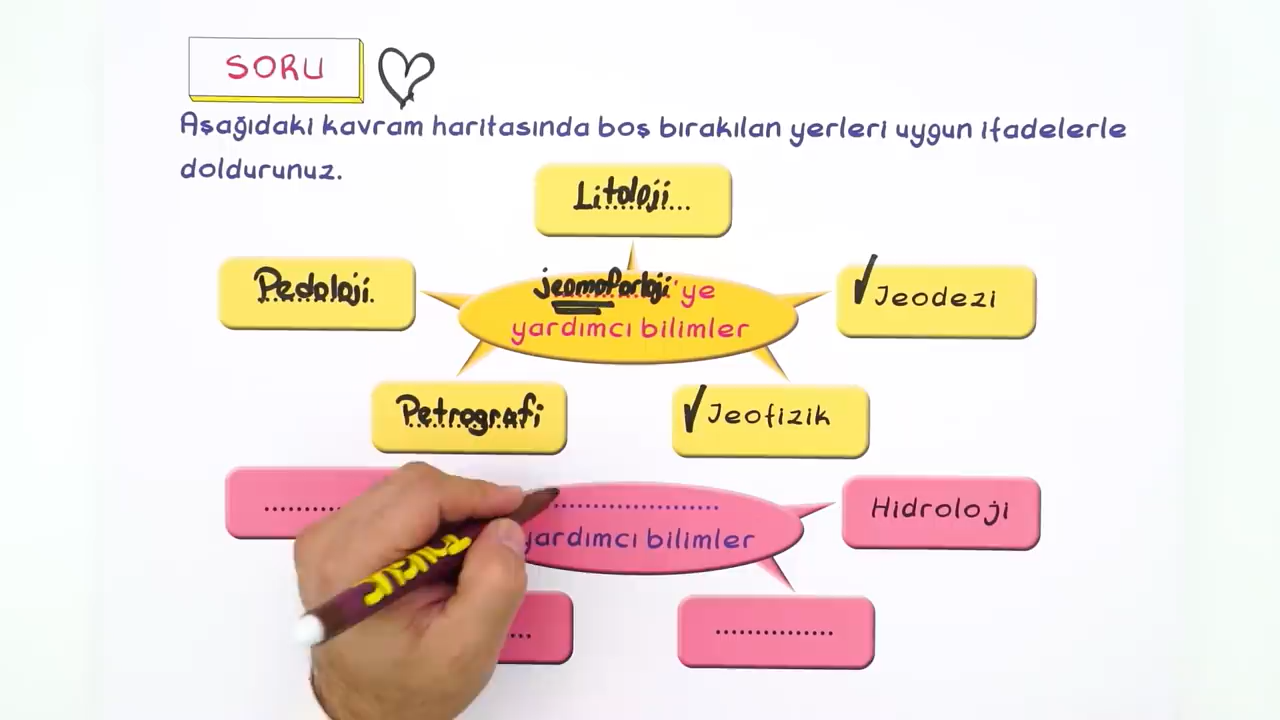 SORU
Aşağıdaki kavram haritasında boş bırakılan yerleri uygun ifadelerle
doldurunuz.
Litoloji...
Pedoloji
jeomoforloji'ye
yardımcı bilimler
Jeodezi
Petrografi
Jeofizik
............
........................
yardımcı bilimler
Hidroloji
...
...............